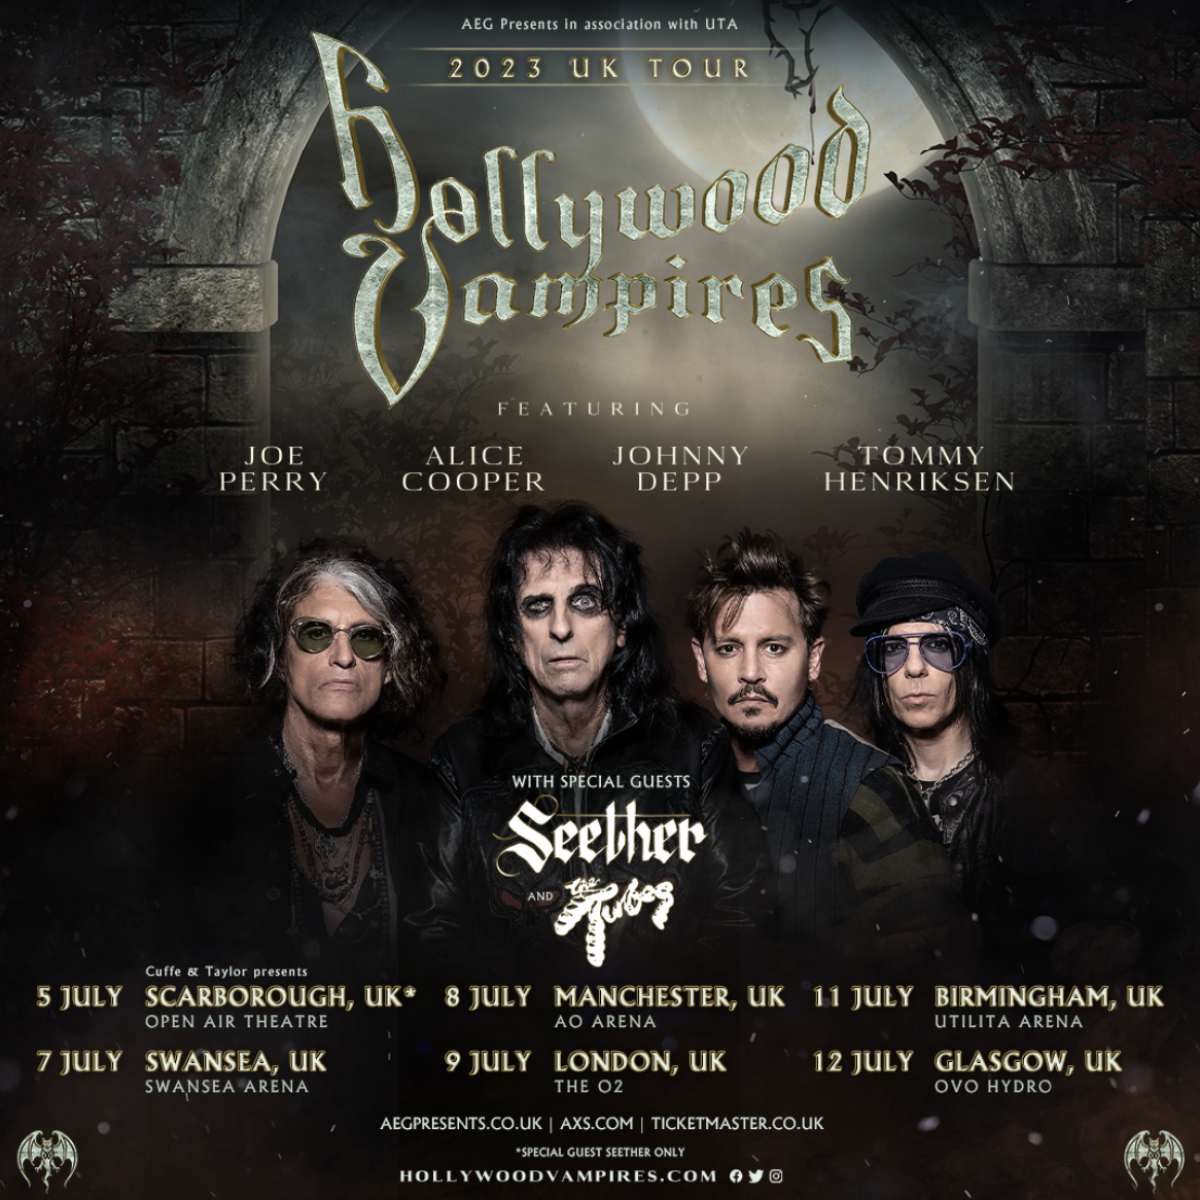 AEG Presents in association with UTA
2023 UK TOUR
Hollywood
Vampires
FEATURING
JOE PERRY
ALICE COOPER
JOHNNY DEPP
TOMMY HENRIKSEN
WITH SPECIAL GUESTS
Seether
AND The Tubes
Cuffe & Taylor presents
5 JULY SCARBOROUGH, UK*
OPEN AIR THEATRE
7 JULY SWANSEA, UK
SWANSEA ARENA
8 JULY MANCHESTER, UK
AO ARENA
9 JULY LONDON, UK
THE O2
11 JULY BIRMINGHAM, UK
UTILITA ARENA
12 JULY GLASGOW, UK
OVO HYDRO
AEGPRESENTS.CO.UK | AXS.COM | TICKETMASTER.CO.UK
*SPECIAL GUEST SEETHER ONLY
HOLLYWOODVAMPIRES.COM